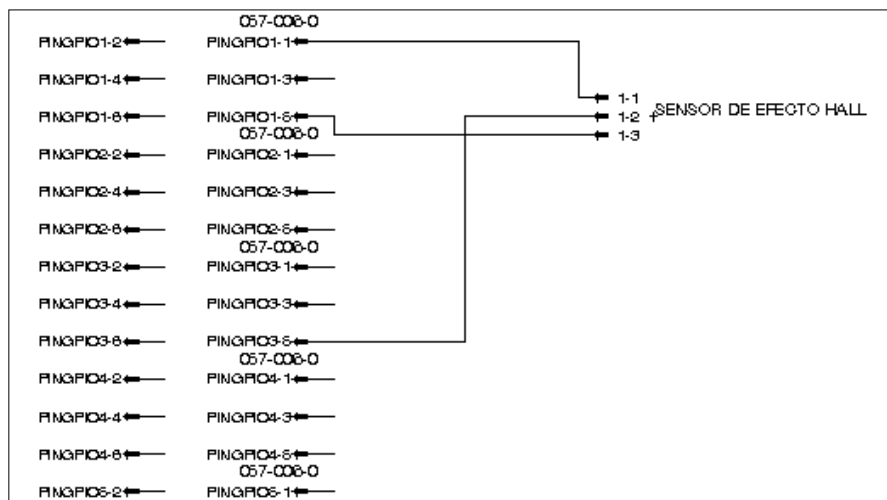 057-006-0
PINGPIO1-2 PINGPIO1-1
PINGPIO1-4 PINGPIO1-3
1-1
1-2 SENSOR DE EFECTO HALL
PINGPIO1-6 PINGPIO1-5
057-006-0
1-3
PINGPIO2-2 PINGPIO2-1
PINGPIO2-4 PINGPIO2-3
PINGPIO2-6 PINGPIO2-5
057-006-0
PINGPIO3-2 PINGPIO3-1
PINGPIO3-4 PINGPIO3-3
PINGPIO3-6 PINGPIO3-5
057-006-0
PINGPIO4-2 PINGPIO4-1
PINGPIO4-4 PINGPIO4-3
PINGPIO4-6 PINGPIO4-5
057-006-0
PINGPIO5-2 PINGPIO5-1